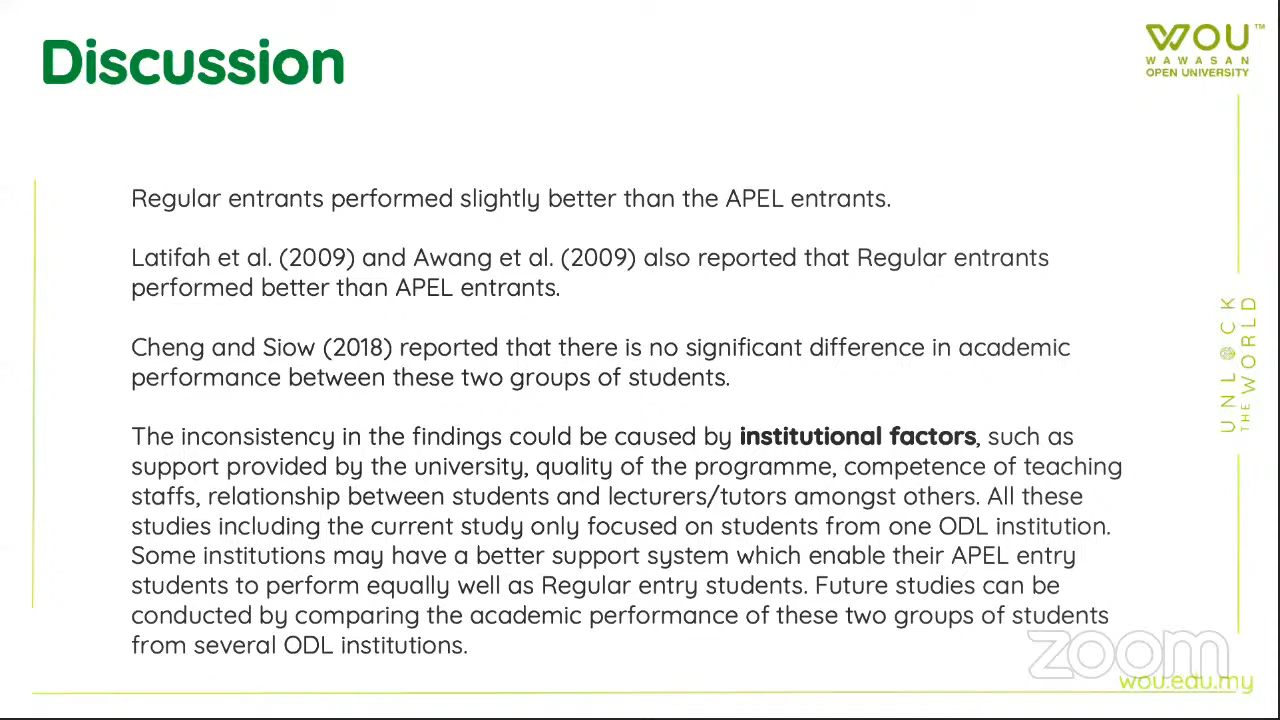 Discussion
WOU™
WAWASAN
OPEN UNIVERSITY
Regular entrants performed slightly better than the APEL entrants.
Latifah et al. (2009) and Awang et al. (2009) also reported that Regular entrants
performed better than APEL entrants.
Cheng and Siow (2018) reported that there is no significant difference in academic
performance between these two groups of students.
The inconsistency in the findings could be caused by institutional factors, such as
support provided by the university, quality of the programme, competence of teaching
staffs, relationship between students and lecturers/tutors amongst others. All these
studies including the current study only focused on students from one ODL institution.
Some institutions may have a better support system which enable their APEL entry
students to perform equally well as Regular entry students. Future studies can be
conducted by comparing the academic performance of these two groups of students
from several ODL institutions.
UNLOCK
THE WORLD
zoom
wou.edu.my